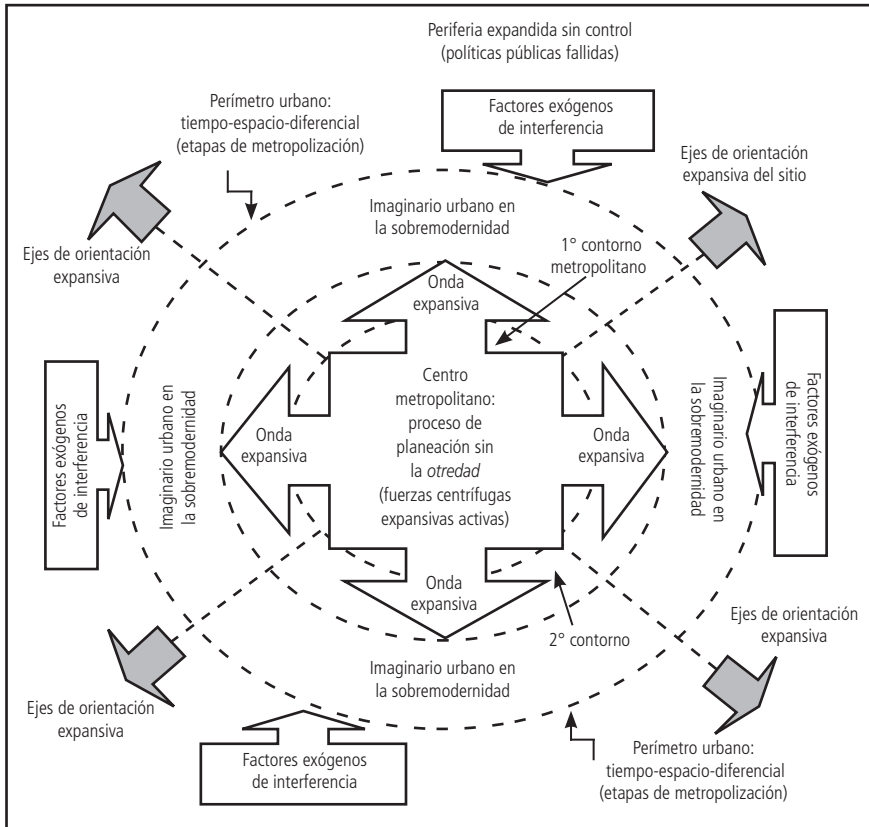 Periferia expandida sin control
(políticas públicas fallidas)
Perímetro urbano:
tiempo-espacio-diferencial
(etapas de metropolización)
Factores exógenos
de interferencia
Ejes de orientación
expansiva del sitio
Imaginario urbano en
la sobremodernidad
1° contorno
metropolitano
Ejes de orientación
expansiva
Onda
expansiva
Factores exógenos
de interferencia
Imaginario urbano en
la sobremodernidad
Onda
expansiva
Centro
metropolitano:
proceso de
planeación sin
la otredad
(fuerzas centrífugas
expansivas activas)
Onda
expansiva
Imaginario urbano en
la sobremodernidad
Factores exógenos
de interferencia
Onda
expansiva
2° contorno
Ejes de orientación
expansiva
Imaginario urbano en
la sobremodernidad
Ejes de orientación
expansiva
Factores exógenos
de interferencia
Perímetro urbano:
tiempo-espacio-diferencial
(etapas de metropolización)